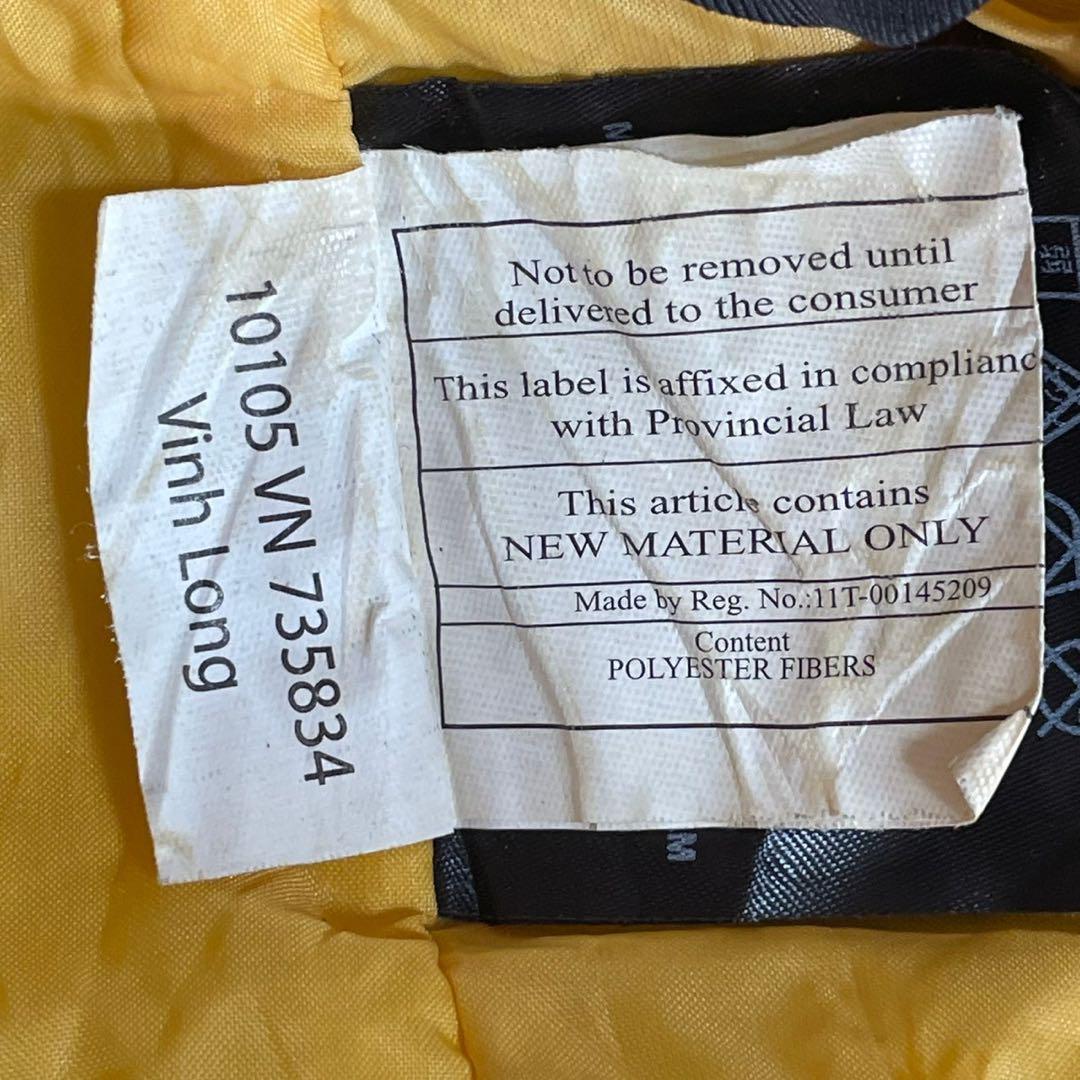 10105 VN 735834
Vinh Long
Not to be removed until
delivered to the consumer
This label is affixed in complianc
with Provincial Law
This article contains
NEW MATERIAL ONLY
Made by Reg. No.:11T-00145209
Content
POLYESTER FIBERS
M